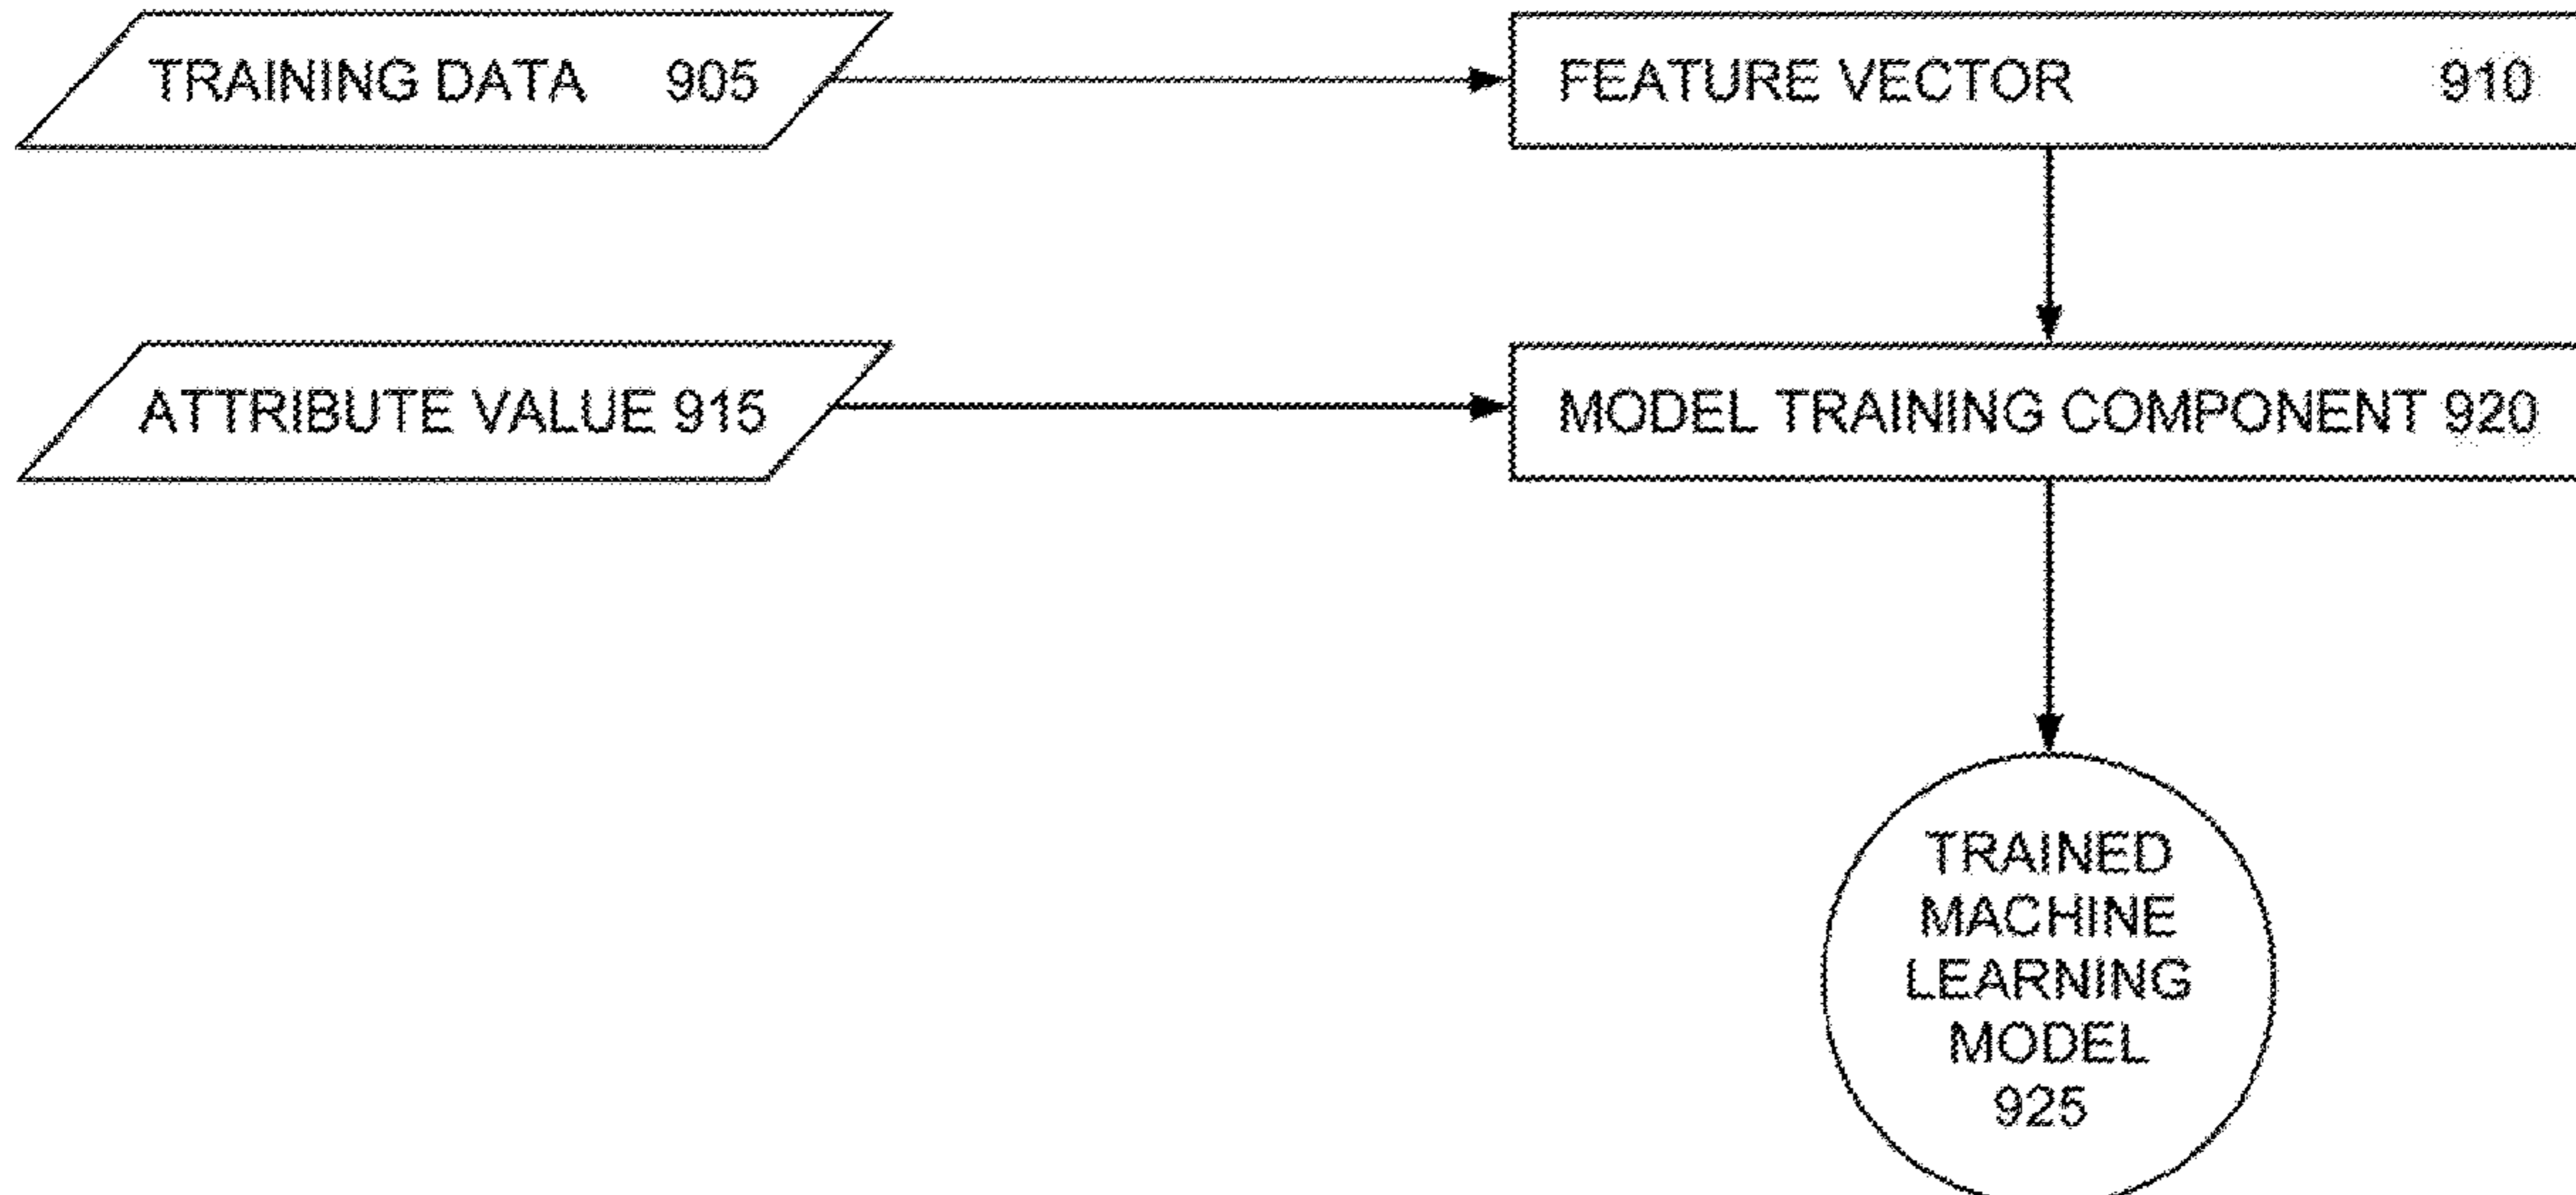 TRAINING DATA 905
FEATURE VECTOR 910
ATTRIBUTE VALUE 915
MODEL TRAINING COMPONENT 920
TRAINED
MACHINE
LEARNING
MODEL
925